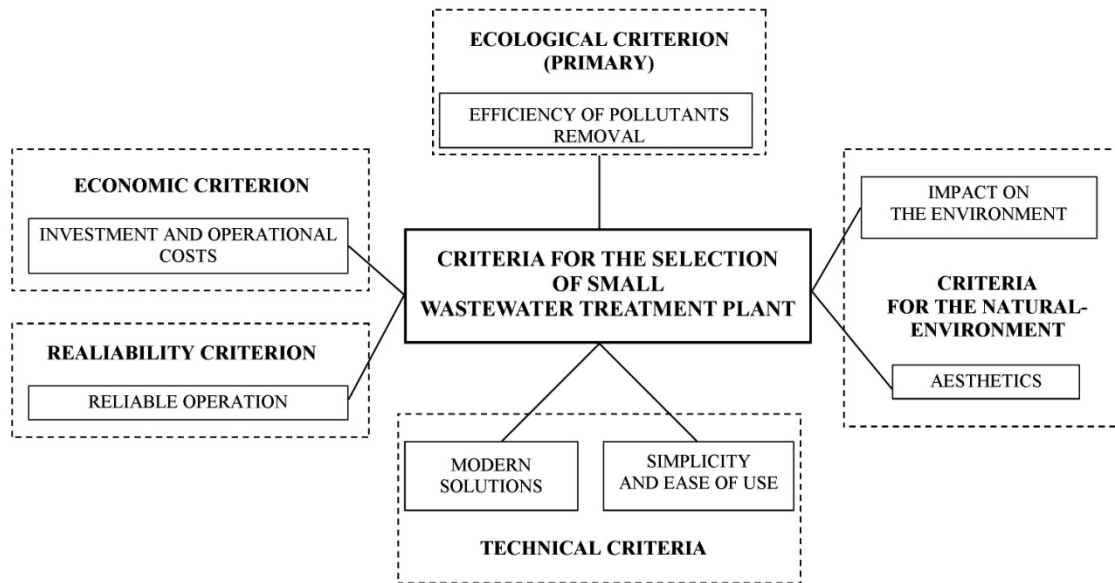 ECOLOGICAL CRITERION
(PRIMARY)
EFFICIENCY OF POLLUTANTS
REMOVAL
ECONOMIC CRITERION
INVESTMENT AND OPERATIONAL
COSTS
REALIABILITY CRITERION
RELIABLE OPERATION
CRITERIA FOR THE SELECTION
OF SMALL
WASTEWATER TREATMENT PLANT
IMPACT ON
THE ENVIRONMENT
CRITERIA
FOR THE NATURAL-
ENVIRONMENT
AESTHETICS
MODERN
SOLUTIONS
SIMPLICITY
AND EASE OF USE
TECHNICAL CRITERIA